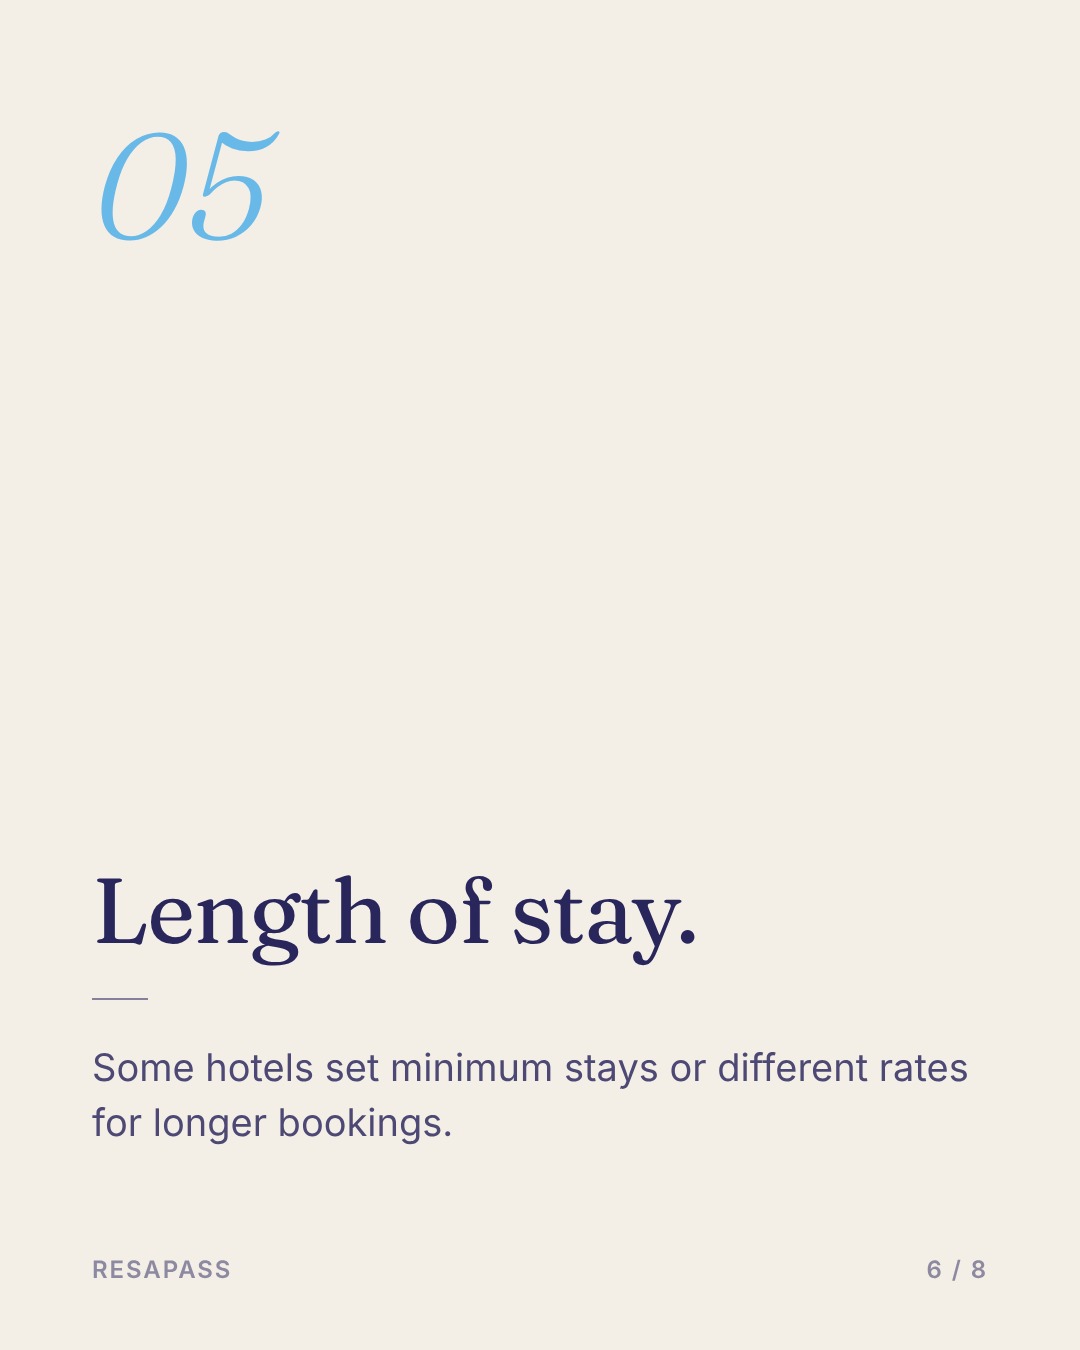 05
Length of stay.
Some hotels set minimum stays or different rates
for longer bookings.
RESAPASS
6 / 8